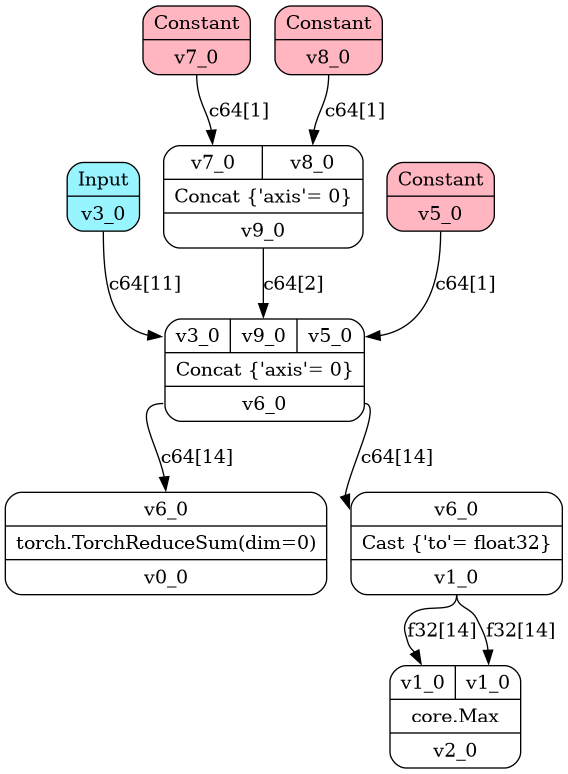 Constant
v7_0
Constant
v8_0
c64[1]
c64[1]
v7_0 v8_0
Concat {'axis'= 0}
v9_0
Input
v3_0
Constant
v5_0
c64[11]
c64[2]
c64[1]
v3_0 v9_0 v5_0
Concat {'axis'= 0}
v6_0
c64[14]
c64[14]
v6_0
torch.TorchReduceSum(dim=0)
v0_0
v6_0
Cast {'to'= float32}
v1_0
f32[14]
f32[14]
v1_0 v1_0
core.Max
v2_0